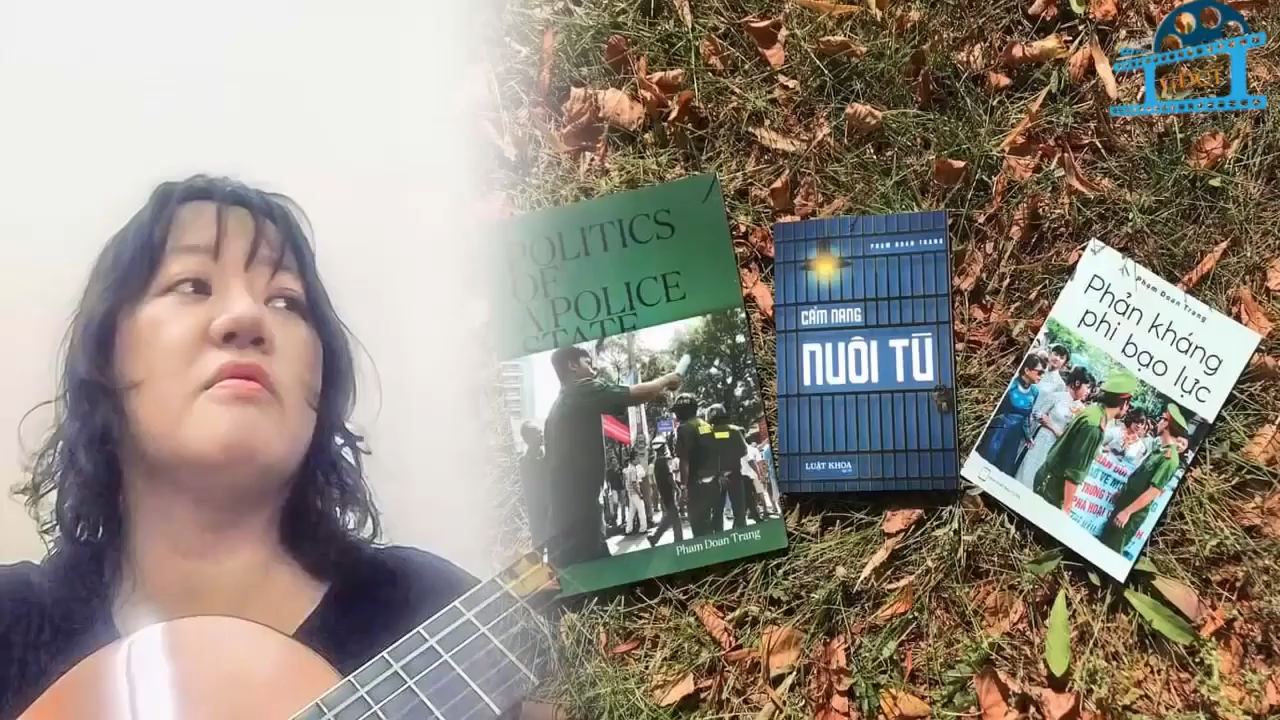 POLITICS
OF
A POLICE
STATE
Pham Doan Trang
PHẠM ĐOAN TRANG
CẨM NANG
NUÔI TÙ
LUẬT KHOA
Phạm Đoan Trang
Phản kháng
phi bạo lực